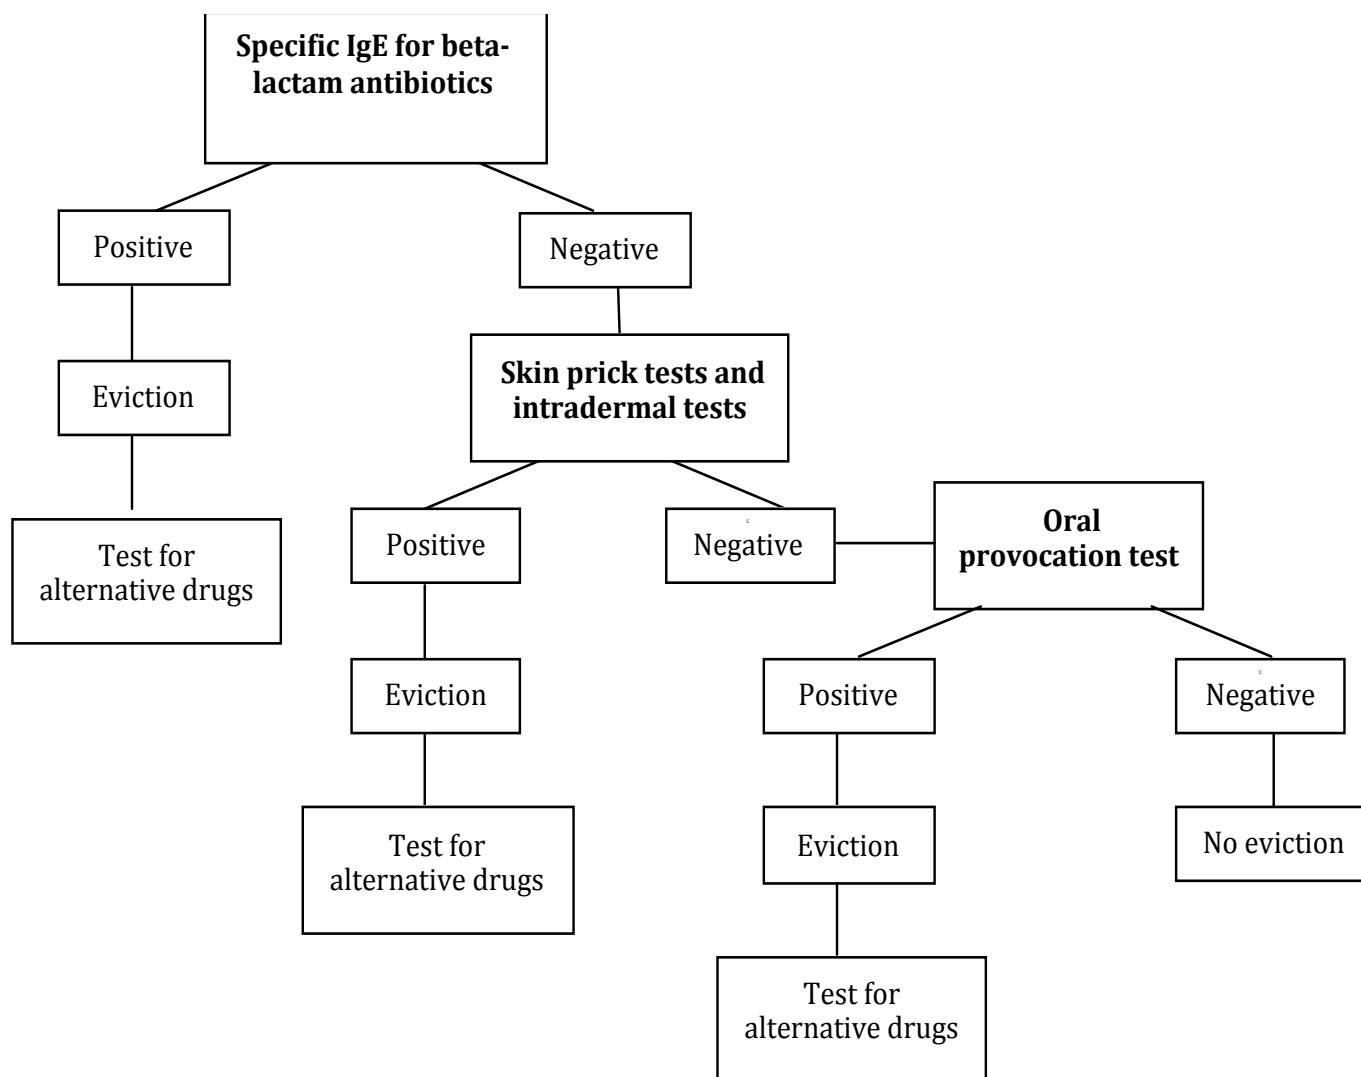 Specific IgE for beta-
lactam antibiotics
Positive
Negative
Eviction
Skin prick tests and
intradermal tests
Test for
alternative drugs
Positive
Negative
Oral
provocation test
Eviction
Positive
Negative
Test for
alternative drugs
Eviction
No eviction
Test for
alternative drugs